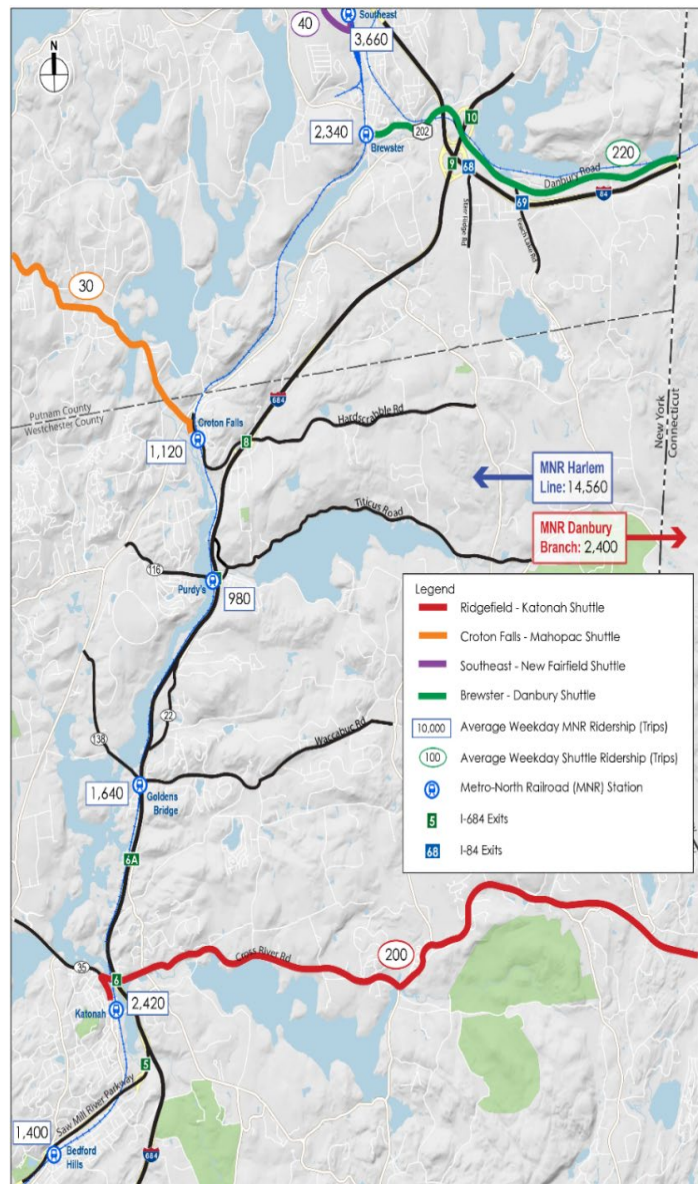 40
Southeast
3,660
N
2,340
Brewster
202
10
220
9
68
Danbury Road
69
84
Peach Lake Rd
30
684
Putnam County
Westchester County
Croton Falls
1,120
8
Hardscrabble Rd
New York
Connecticut
MNR Harlem
Line: 14,560
MNR Danbury
Branch: 2,400
Titicus Road
116
Purdy's
980
Legend
Ridgefield - Katonah Shuttle
Croton Falls - Mahopac Shuttle
Southeast - New Fairfield Shuttle
Brewster - Danbury Shuttle
10,000 Average Weekday MNR Ridership (Trips)
100 Average Weekday Shuttle Ridership (Trips)
Metro-North Railroad (MNR) Station
5 I-684 Exits
68 I-84 Exits
22
138
Waccabuc Rd
1,640
Goldens
Bridge
6A
Cross River Rd
200
35
6
2,420
Katonah
5
Saw Mill River Parkway
1,400
Bedford
Hills
684